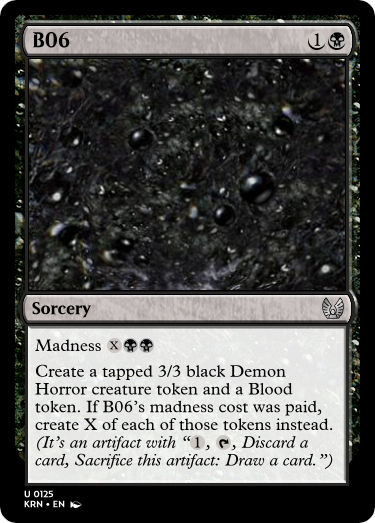 B06 1
Sorcery
Madness X
Create a tapped 3/3 black Demon
Horror creature token and a Blood
token. If B06's madness cost was paid,
create X of each of those tokens instead.
(It's an artifact with “1, , Discard a
card, Sacrifice this artifact: Draw a card.”)
U 0125
KRN • EN